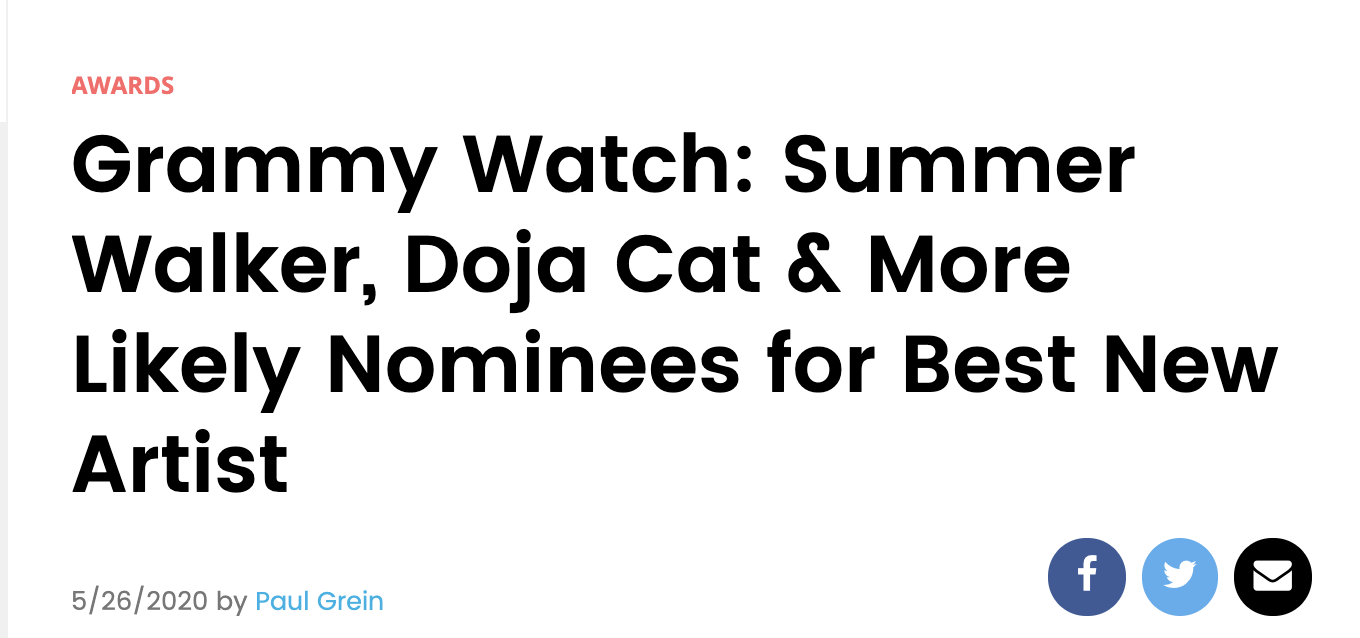 AWARDS
Grammy Watch: Summer
Walker, Doja Cat & More
Likely Nominees for Best New
Artist
5/26/2020 by Paul Grein